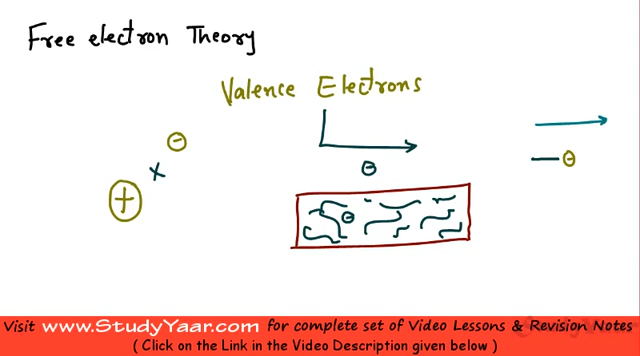 Free electron Theory
Valence Electrons
Visit www.StudyYaar.com for complete set of Video Lessons & Revision Notes
( Click on the Link in the Video Description given below )